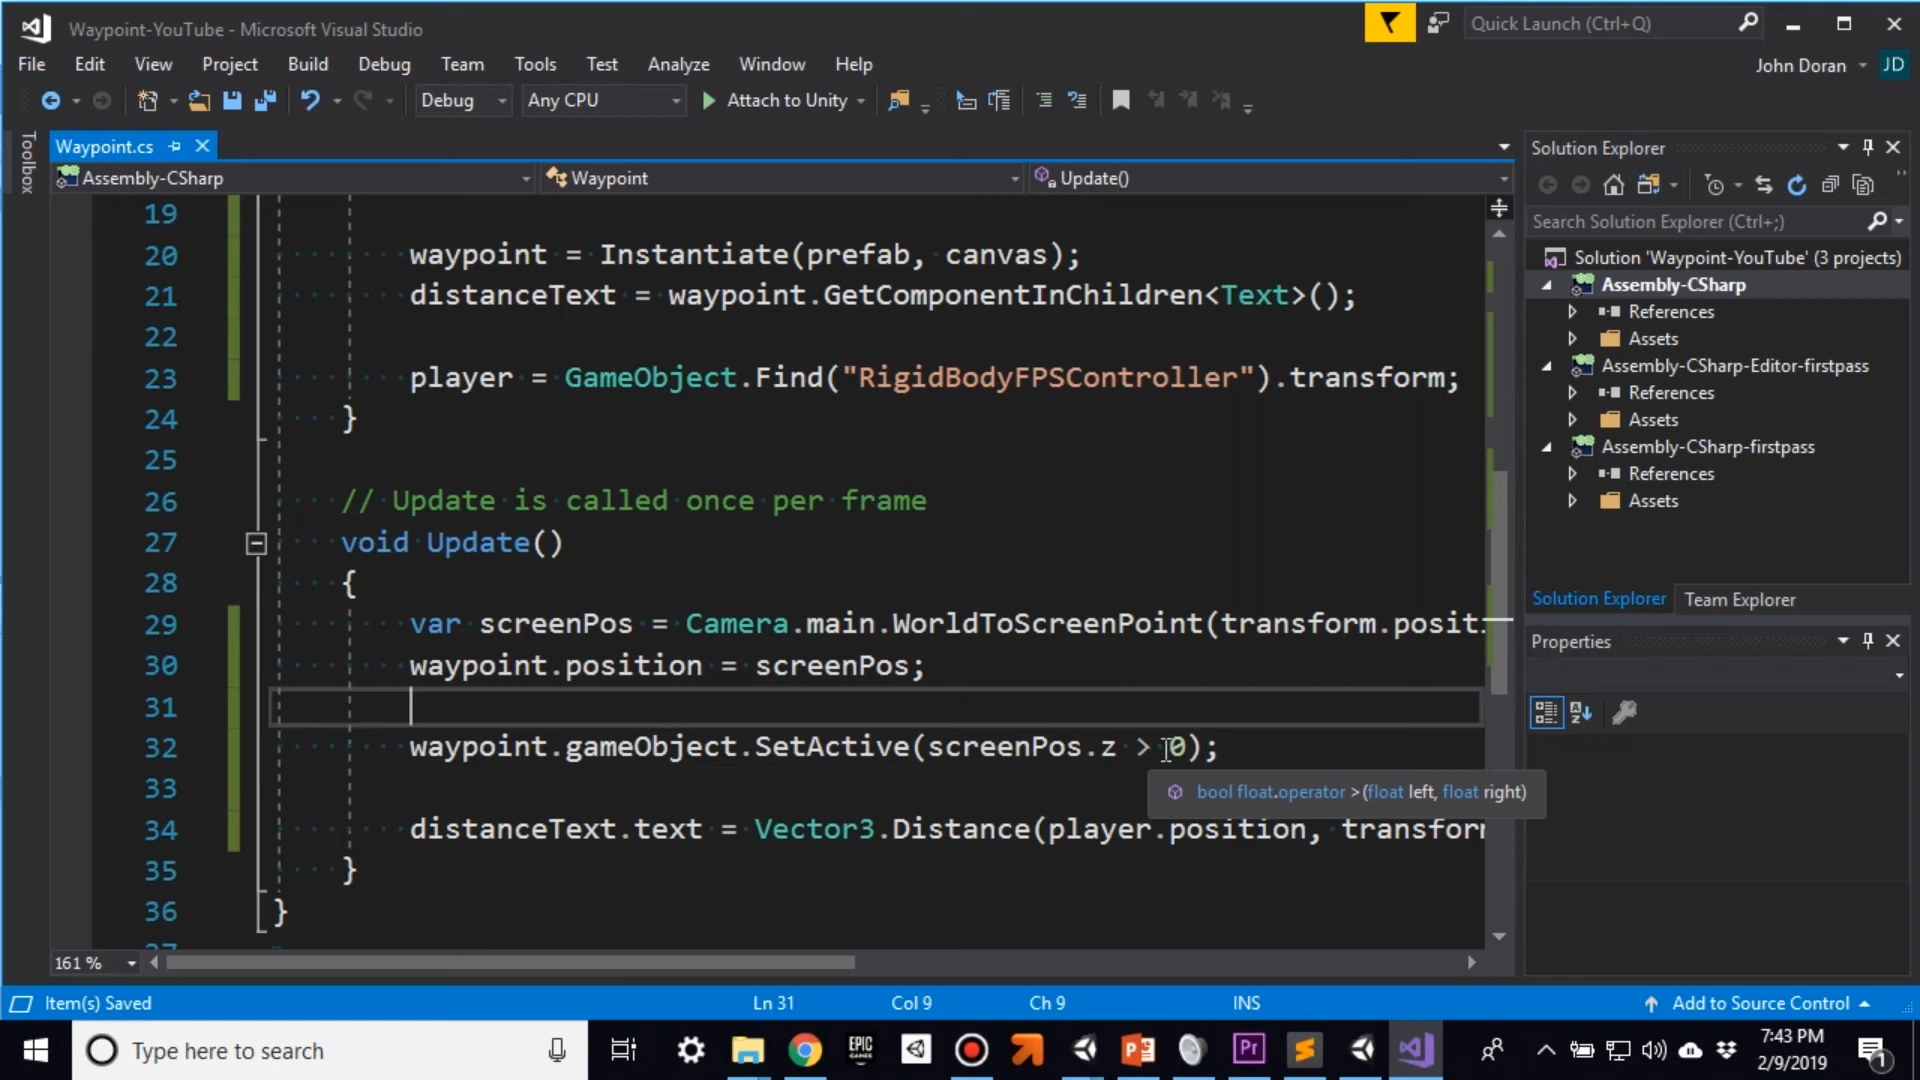 Waypoint-YouTube - Microsoft Visual Studio
Quick Launch (Ctrl+Q)
File Edit View Project Build Debug Team Tools Test Analyze Window Help
John Doran JD
Debug Any CPU Attach to Unity
Toolbox
Waypoint.cs
Assembly-CSharp Waypoint Update()
19
20 waypoint = Instantiate(prefab, canvas);
21 distanceText = waypoint.GetComponentInChildren<Text>();
22
23 player = GameObject.Find("RigidBodyFPSController").transform;
24 }
25
26 // Update is called once per frame
27 void Update()
28 {
29 var screenPos = Camera.main.WorldToScreenPoint(transform.positi
30 waypoint.position = screenPos;
31
32 waypoint.gameObject.SetActive(screenPos.z > 0);
33
bool float.operator >(float left, float right)
34 distanceText.text = Vector3.Distance(player.position, transform
35 }
36 }
161 %
Solution Explorer
Search Solution Explorer (Ctrl+;)
Solution 'Waypoint-YouTube' (3 projects)
Assembly-CSharp
References
Assets
Assembly-CSharp-Editor-firstpass
References
Assets
Assembly-CSharp-firstpass
References
Assets
Solution Explorer Team Explorer
Properties
Item(s) Saved Ln 31 Col 9 Ch 9 INS Add to Source Control
Type here to search
EPIC GAMES
Pr
7:43 PM
2/9/2019
1